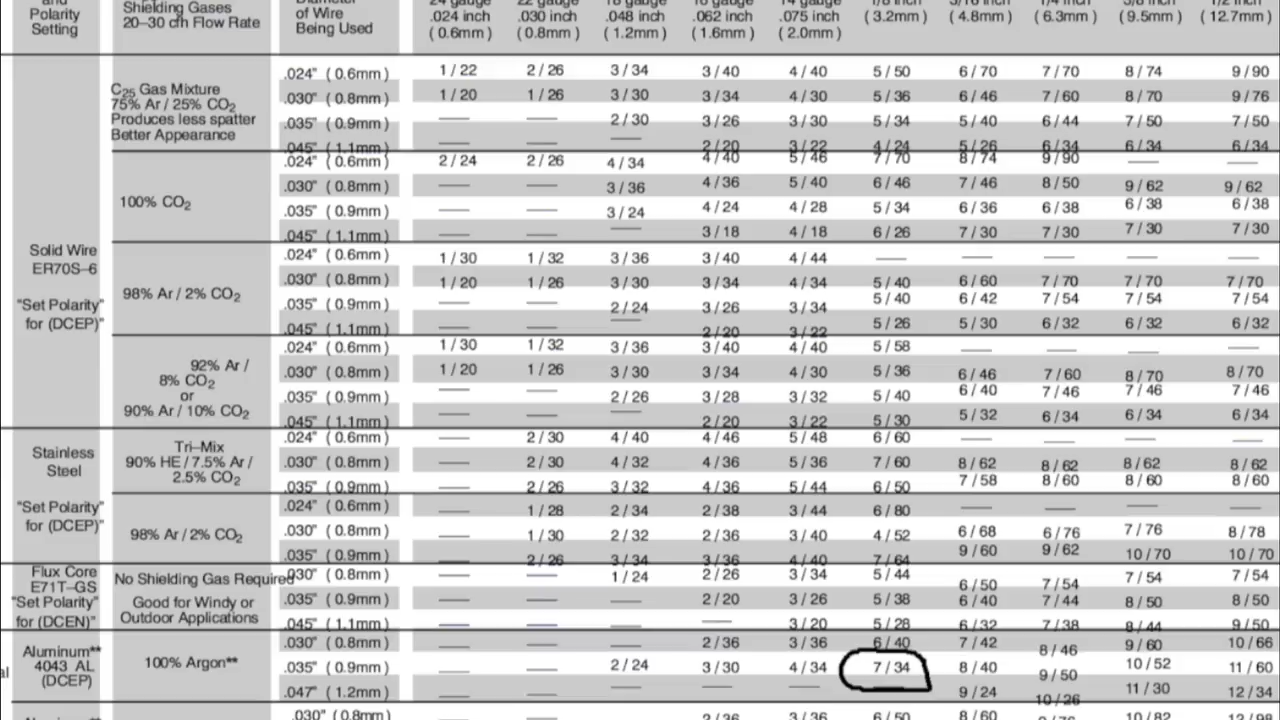 and
Polarity
Setting
Shielding Gases
20–30 cfh Flow Rate
Diameter
of Wire
Being Used
24 gauge
.024 inch
( 0.6mm )
22 gauge
.030 inch
( 0.8mm )
18 gauge
.048 inch
( 1.2mm )
16 gauge
.062 inch
( 1.6mm )
14 gauge
.075 inch
( 2.0mm )
1/8 inch
( 3.2mm )
3/16 inch
( 4.8mm )
1/4 inch
( 6.3mm )
3/8 inch
( 9.5mm )
1/2 inch
( 12.7mm )
Solid Wire
ER70S–6
"Set Polarity"
for (DCEP)"
C25 Gas Mixture
75% Ar / 25% CO2
Produces less spatter
Better Appearance
.024" ( 0.6mm ) 1 / 22 2 / 26 3 / 34 3 / 40 4 / 40 5 / 50 6 / 70 7 / 70 8 / 74 9 / 90
.030" ( 0.8mm ) 1 / 20 1 / 26 3 / 30 3 / 34 4 / 30 5 / 36 6 / 46 7 / 60 8 / 70 9 / 76
.035" ( 0.9mm ) — — 2 / 30 3 / 26 3 / 30 5 / 34 5 / 40 6 / 44 7 / 50 7 / 50
.045" ( 1.1mm ) — — — 2 / 20 3 / 22 4 / 24 5 / 26 6 / 34 6 / 34 6 / 34
100% CO2
.024" ( 0.6mm ) 2 / 24 2 / 26 4 / 34 4 / 40 5 / 46 7 / 70 8 / 74 9 / 90 — —
.030" ( 0.8mm ) — — 3 / 36 4 / 36 5 / 40 6 / 46 7 / 46 8 / 50 9 / 62 9 / 62
.035" ( 0.9mm ) — — 3 / 24 4 / 24 4 / 28 5 / 34 6 / 36 6 / 38 6 / 38 6 / 38
.045" ( 1.1mm ) — — — 3 / 18 4 / 18 6 / 26 7 / 30 7 / 30 7 / 30 7 / 30
98% Ar / 2% CO2
.024" ( 0.6mm ) 1 / 30 1 / 32 3 / 36 3 / 40 4 / 44 — — — — —
.030" ( 0.8mm ) 1 / 20 1 / 26 3 / 30 3 / 34 4 / 34 5 / 40 6 / 60 7 / 70 7 / 70 7 / 70
.035" ( 0.9mm ) — — 2 / 24 3 / 26 3 / 34 5 / 40 6 / 42 7 / 54 7 / 54 7 / 54
.045" ( 1.1mm ) — — — 2 / 20 3 / 22 5 / 26 5 / 30 6 / 32 6 / 32 6 / 32
92% Ar /
8% CO2
or
90% Ar / 10% CO2
.024" ( 0.6mm ) 1 / 30 1 / 32 3 / 36 3 / 40 4 / 40 5 / 58 — — — —
.030" ( 0.8mm ) 1 / 20 1 / 26 3 / 30 3 / 34 4 / 30 5 / 36 6 / 46 7 / 60 8 / 70 8 / 70
.035" ( 0.9mm ) — — 2 / 26 3 / 28 3 / 32 5 / 40 6 / 40 7 / 46 7 / 46 7 / 46
.045" ( 1.1mm ) — — — 2 / 20 3 / 22 5 / 30 5 / 32 6 / 34 6 / 34 6 / 34
Stainless
Steel
"Set Polarity"
for (DCEP)"
Tri–Mix
90% HE / 7.5% Ar /
2.5% CO2
.024" ( 0.6mm ) — 2 / 30 4 / 40 4 / 46 5 / 48 6 / 60 — — — —
.030" ( 0.8mm ) — 2 / 30 4 / 32 4 / 36 5 / 36 7 / 60 8 / 62 8 / 62 8 / 62 8 / 62
.035" ( 0.9mm ) — 2 / 26 3 / 32 4 / 36 5 / 44 6 / 50 7 / 58 8 / 60 8 / 60 8 / 60
98% Ar / 2% CO2
.024" ( 0.6mm ) — 1 / 28 2 / 34 2 / 38 3 / 44 6 / 80 — — — —
.030" ( 0.8mm ) — 1 / 30 2 / 32 2 / 36 3 / 40 4 / 52 6 / 68 6 / 76 7 / 76 8 / 78
.035" ( 0.9mm ) — 2 / 26 3 / 34 3 / 36 4 / 40 7 / 64 9 / 60 9 / 62 10 / 70 10 / 70
Flux Core
E71T–GS
"Set Polarity"
for (DCEN)"
No Shielding Gas Required
Good for Windy or
Outdoor Applications
.030" ( 0.8mm ) — — 1 / 24 2 / 26 3 / 34 5 / 44 6 / 50 7 / 54 7 / 54 7 / 54
.035" ( 0.9mm ) — — — 2 / 20 3 / 26 5 / 38 6 / 40 7 / 44 8 / 50 8 / 50
.045" ( 1.1mm ) — — — — 3 / 20 5 / 28 6 / 32 7 / 38 8 / 44 9 / 50
al
Aluminum**
4043 AL
(DCEP)
100% Argon**
.030" ( 0.8mm ) — — — 2 / 36 3 / 36 6 / 40 7 / 42 8 / 46 9 / 60 10 / 66
.035" ( 0.9mm ) — — 2 / 24 3 / 30 4 / 34 7 / 34 8 / 40 9 / 50 10 / 52 11 / 60
.047" ( 1.2mm ) — — — — — — 9 / 24 10 / 26 11 / 30 12 / 34
Aluminum**
.030" ( 0.8mm ) — — — 2 / 36 3 / 36 6 / 50 8 / 60 10 / 82